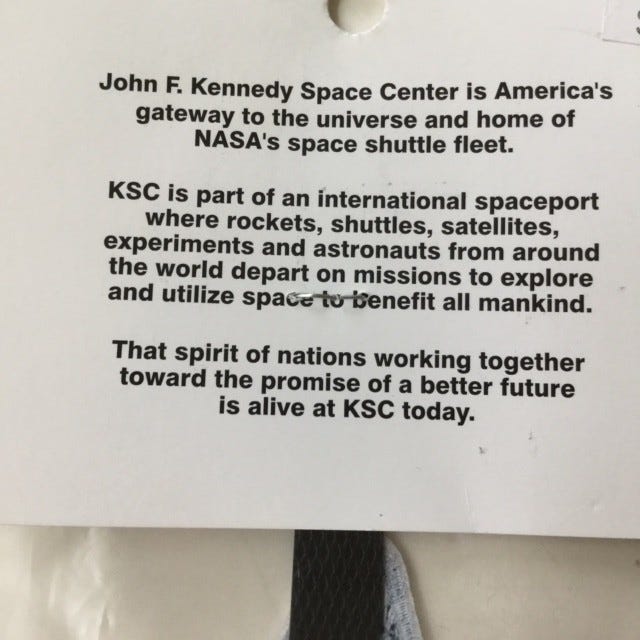 John F. Kennedy Space Center is America's
gateway to the universe and home of
NASA's space shuttle fleet.
KSC is part of an international spaceport
where rockets, shuttles, satellites,
experiments and astronauts from around
the world depart on missions to explore
and utilize space to benefit all mankind.
That spirit of nations working together
toward the promise of a better future
is alive at KSC today.